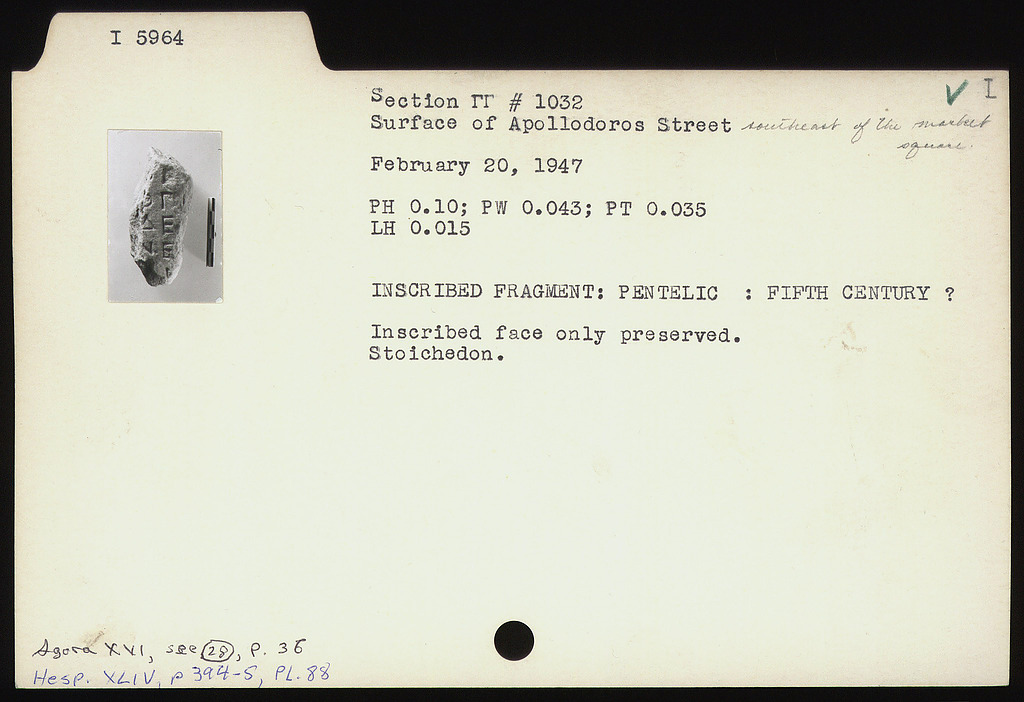 I 5964
I
Section ΓΓ # 1032
Surface of Apollodoros Street southeast of the market
square.
February 20, 1947
PH 0.10; PW 0.043; PT 0.035
LH 0.015
INSCRIBED FRAGMENT: PENTELIC : FIFTH CENTURY ?
Inscribed face only preserved.
Stoichedon.
Agora XVI, see 28, p. 36
Hesp. XLIV, p 394-5, PL. 88